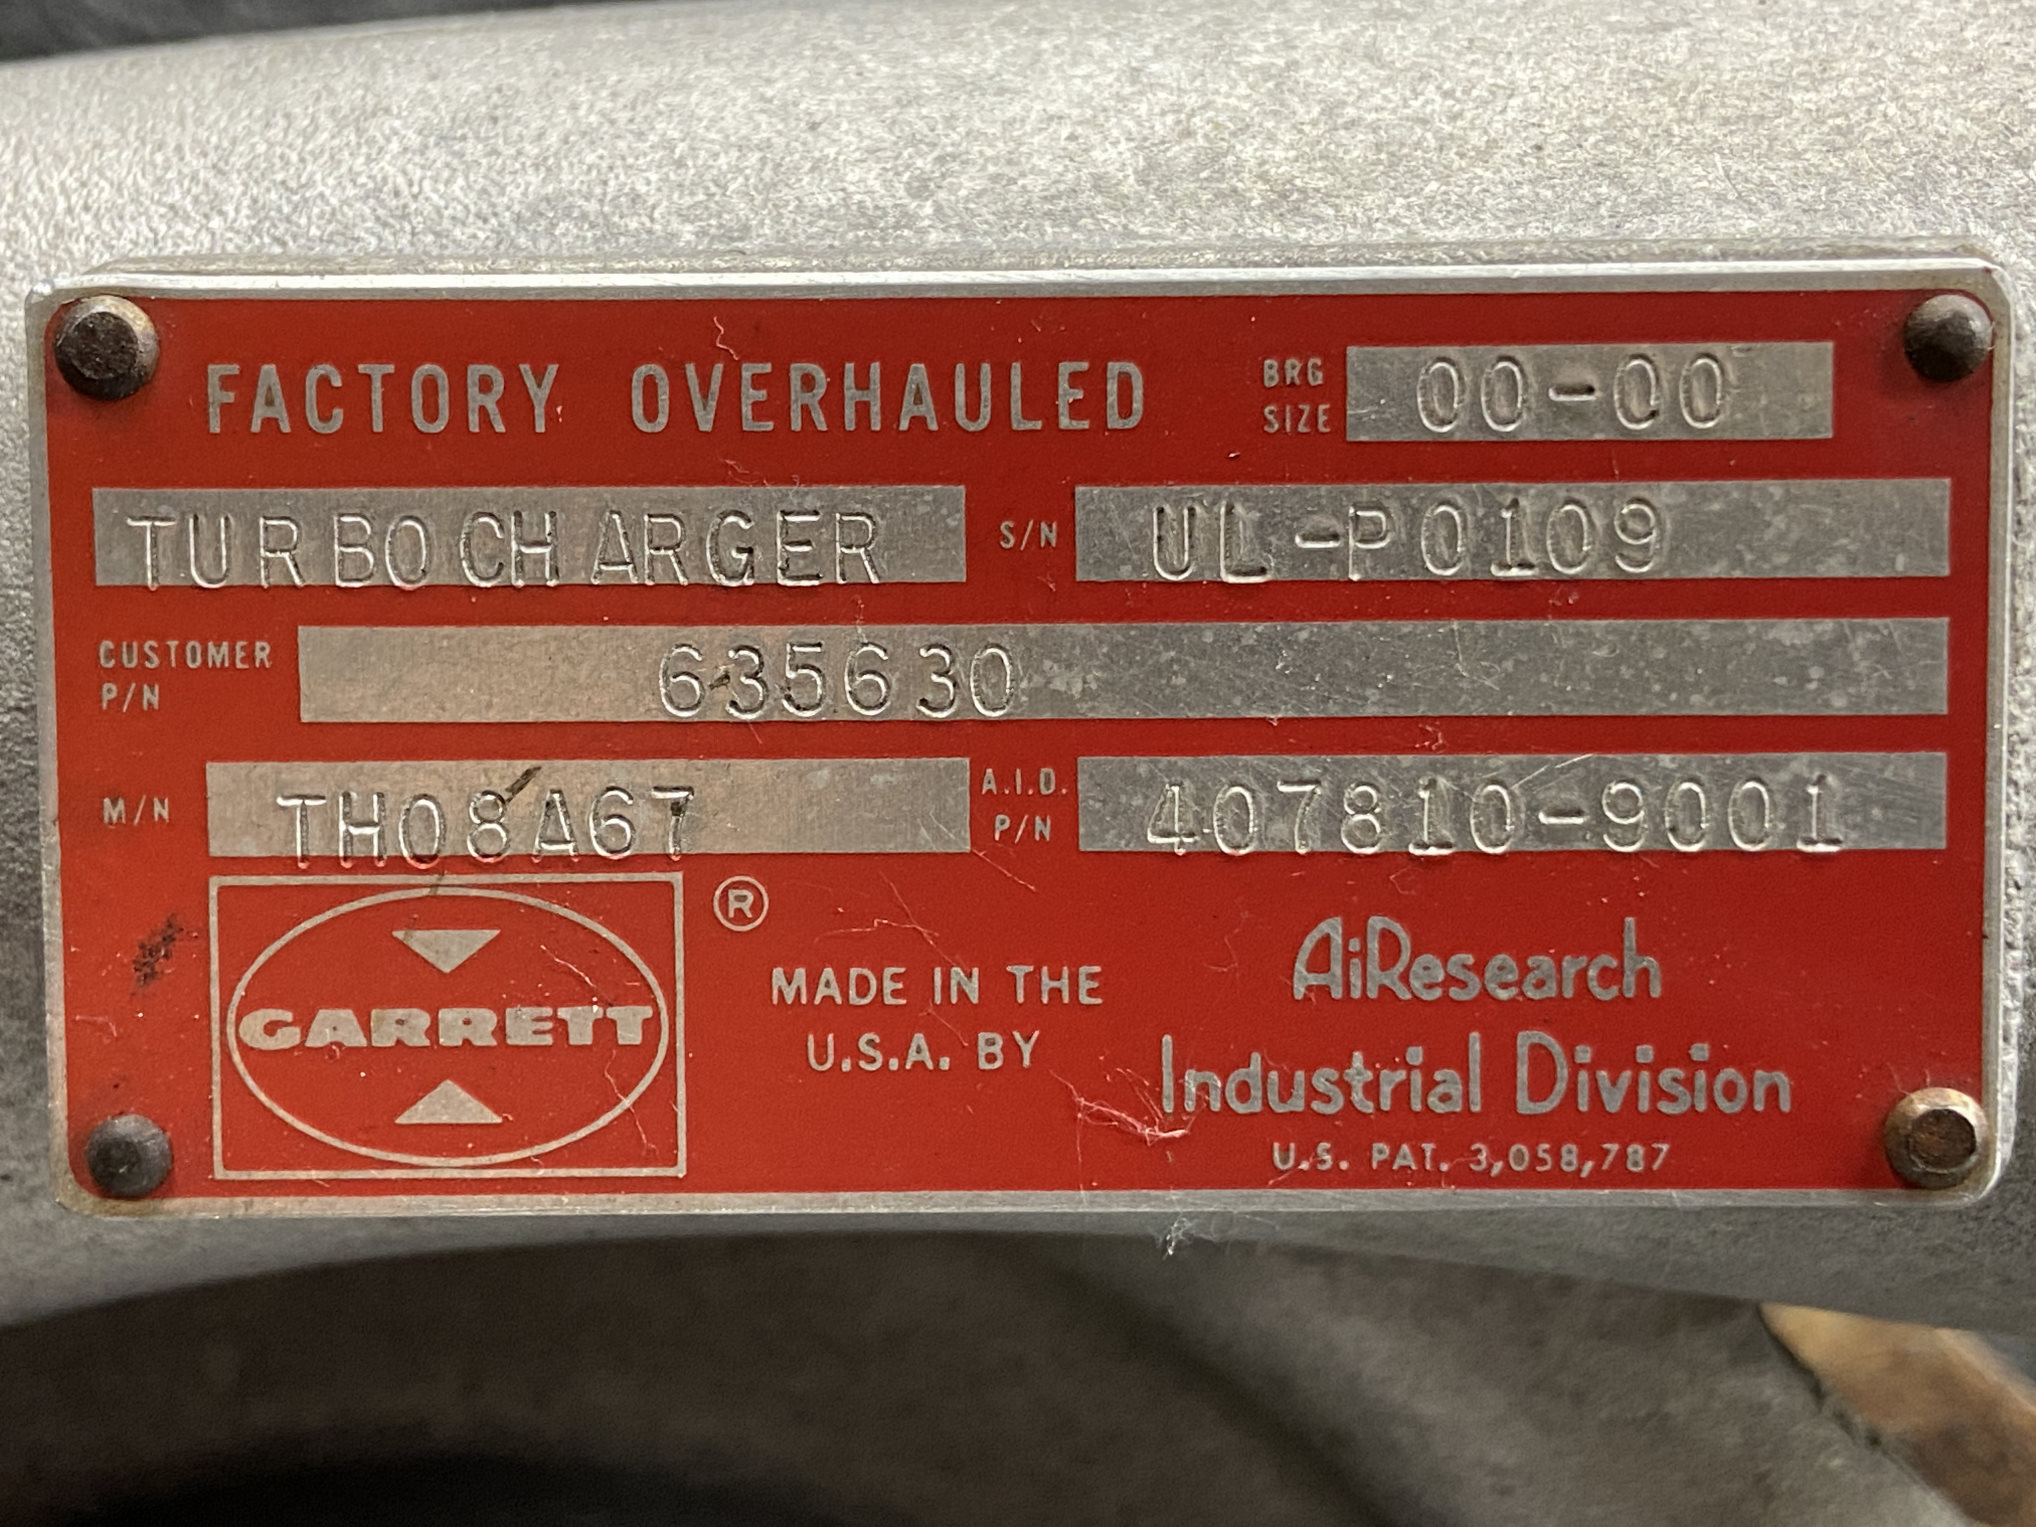 FACTORY OVERHAULED BRG SIZE 00-00
TURBOCHARGER S/N UL-P0109
CUSTOMER P/N 635630
M/N TH08A67 A.I.D. P/N 407810-9001
GARRETT ®
MADE IN THE
U.S.A. BY
AiResearch
Industrial Division
U.S. PAT. 3,058,787